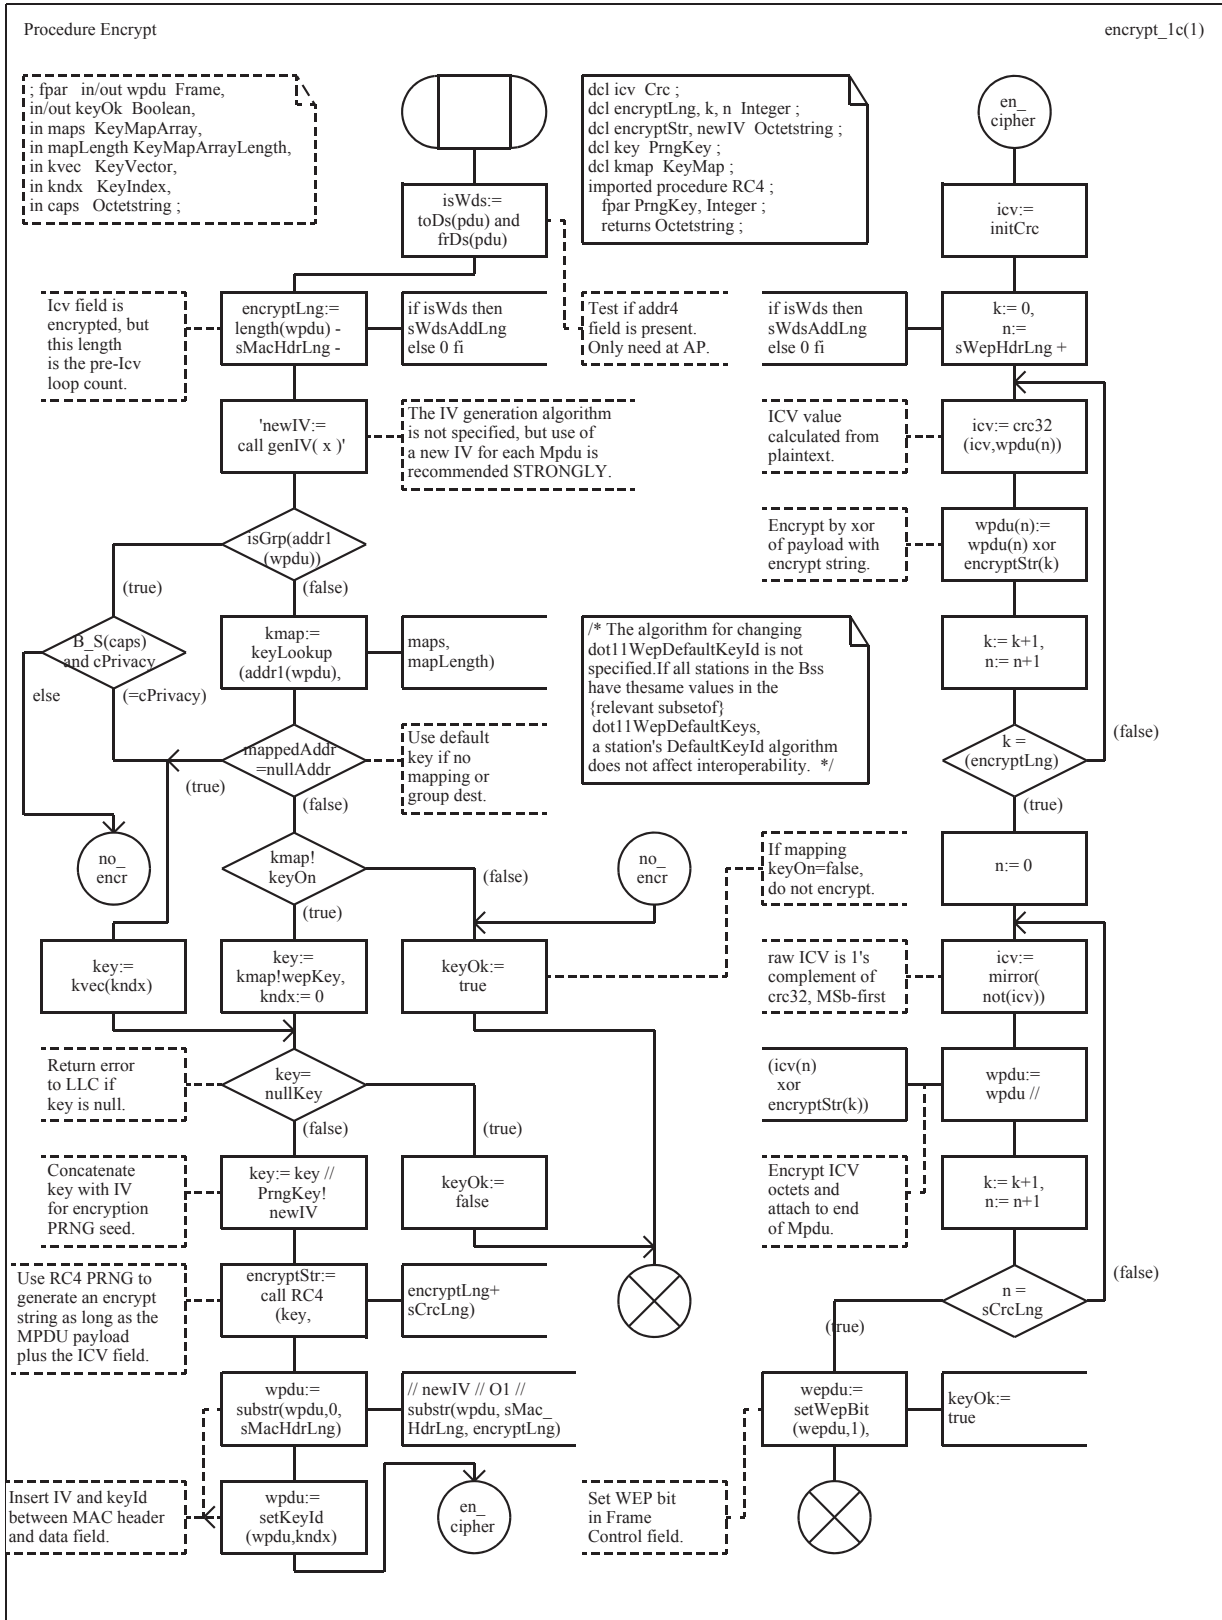 Procedure Encrypt
encrypt_1c(1)
; fpar in/out wpdu Frame,
in/out keyOk Boolean,
in maps KeyMapArray,
in mapLength KeyMapArrayLength,
in kvec KeyVector,
in kndx KeyIndex,
in caps Octetstring ;
dcl icv Crc ;
dcl encryptLng, k, n Integer ;
dcl encryptStr, newIV Octetstring ;
dcl key PrngKey ;
dcl kmap KeyMap ;
imported procedure RC4 ;
fpar PrngKey, Integer ;
returns Octetstring ;
en_
cipher
isWds:=
toDs(pdu) and
frDs(pdu)
icv:=
initCrc
Icv field is
encrypted, but
this length
is the pre-Icv
loop count.
encryptLng:=
length(wpdu) -
sMacHdrLng -
if isWds then
sWdsAddLng
else 0 fi
Test if addr4
field is present.
Only need at AP.
if isWds then
sWdsAddLng
else 0 fi
k:= 0,
n:=
sWepHdrLng +
'newIV:=
call genIV( x )'
The IV generation algorithm
is not specified, but use of
a new IV for each Mpdu is
recommended STRONGLY.
ICV value
calculated from
plaintext.
icv:= crc32
(icv,wpdu(n))
isGrp(addr1
(wpdu))
(true)
(false)
Encrypt by xor
of payload with
encrypt string.
wpdu(n):=
wpdu(n) xor
encryptStr(k)
B_S(caps)
and cPrivacy
else
(=cPrivacy)
kmap:=
keyLookup
(addr1(wpdu),
maps,
mapLength)
/* The algorithm for changing
dot11WepDefaultKeyId is not
specified.If all stations in the Bss
have thesame values in the
{relevant subsetof}
dot11WepDefaultKeys,
a station's DefaultKeyId algorithm
does not affect interoperability. */
k:= k+1,
n:= n+1
mappedAddr
=nullAddr
(true)
(false)
Use default
key if no
mapping or
group dest.
k =
(encryptLng)
(false)
(true)
no_
encr
kmap!
keyOn
(false)
(true)
no_
encr
If mapping
keyOn=false,
do not encrypt.
n:= 0
key:=
kvec(kndx)
key:=
kmap!wepKey,
kndx:= 0
keyOk:=
true
raw ICV is 1's
complement of
crc32, MSb-first
icv:=
mirror(
not(icv))
Return error
to LLC if
key is null.
key=
nullKey
(true)
(false)
(icv(n)
xor
encryptStr(k))
wpdu:=
wpdu //
Concatenate
key with IV
for encryption
PRNG seed.
key:= key //
PrngKey!
newIV
keyOk:=
false
Encrypt ICV
octets and
attach to end
of Mpdu.
k:= k+1,
n:= n+1
Use RC4 PRNG to
generate an encrypt
string as long as the
MPDU payload
plus the ICV field.
encryptStr:=
call RC4
(key,
encryptLng+
sCrcLng)
n =
sCrcLng
(false)
(true)
wpdu:=
substr(wpdu,0,
sMacHdrLng)
// newIV // O1 //
substr(wpdu, sMac_
HdrLng, encryptLng)
wepdu:=
setWepBit
(wepdu,1),
keyOk:=
true
Insert IV and keyId
between MAC header
and data field.
wpdu:=
setKeyId
(wpdu,kndx)
en_
cipher
Set WEP bit
in Frame
Control field.